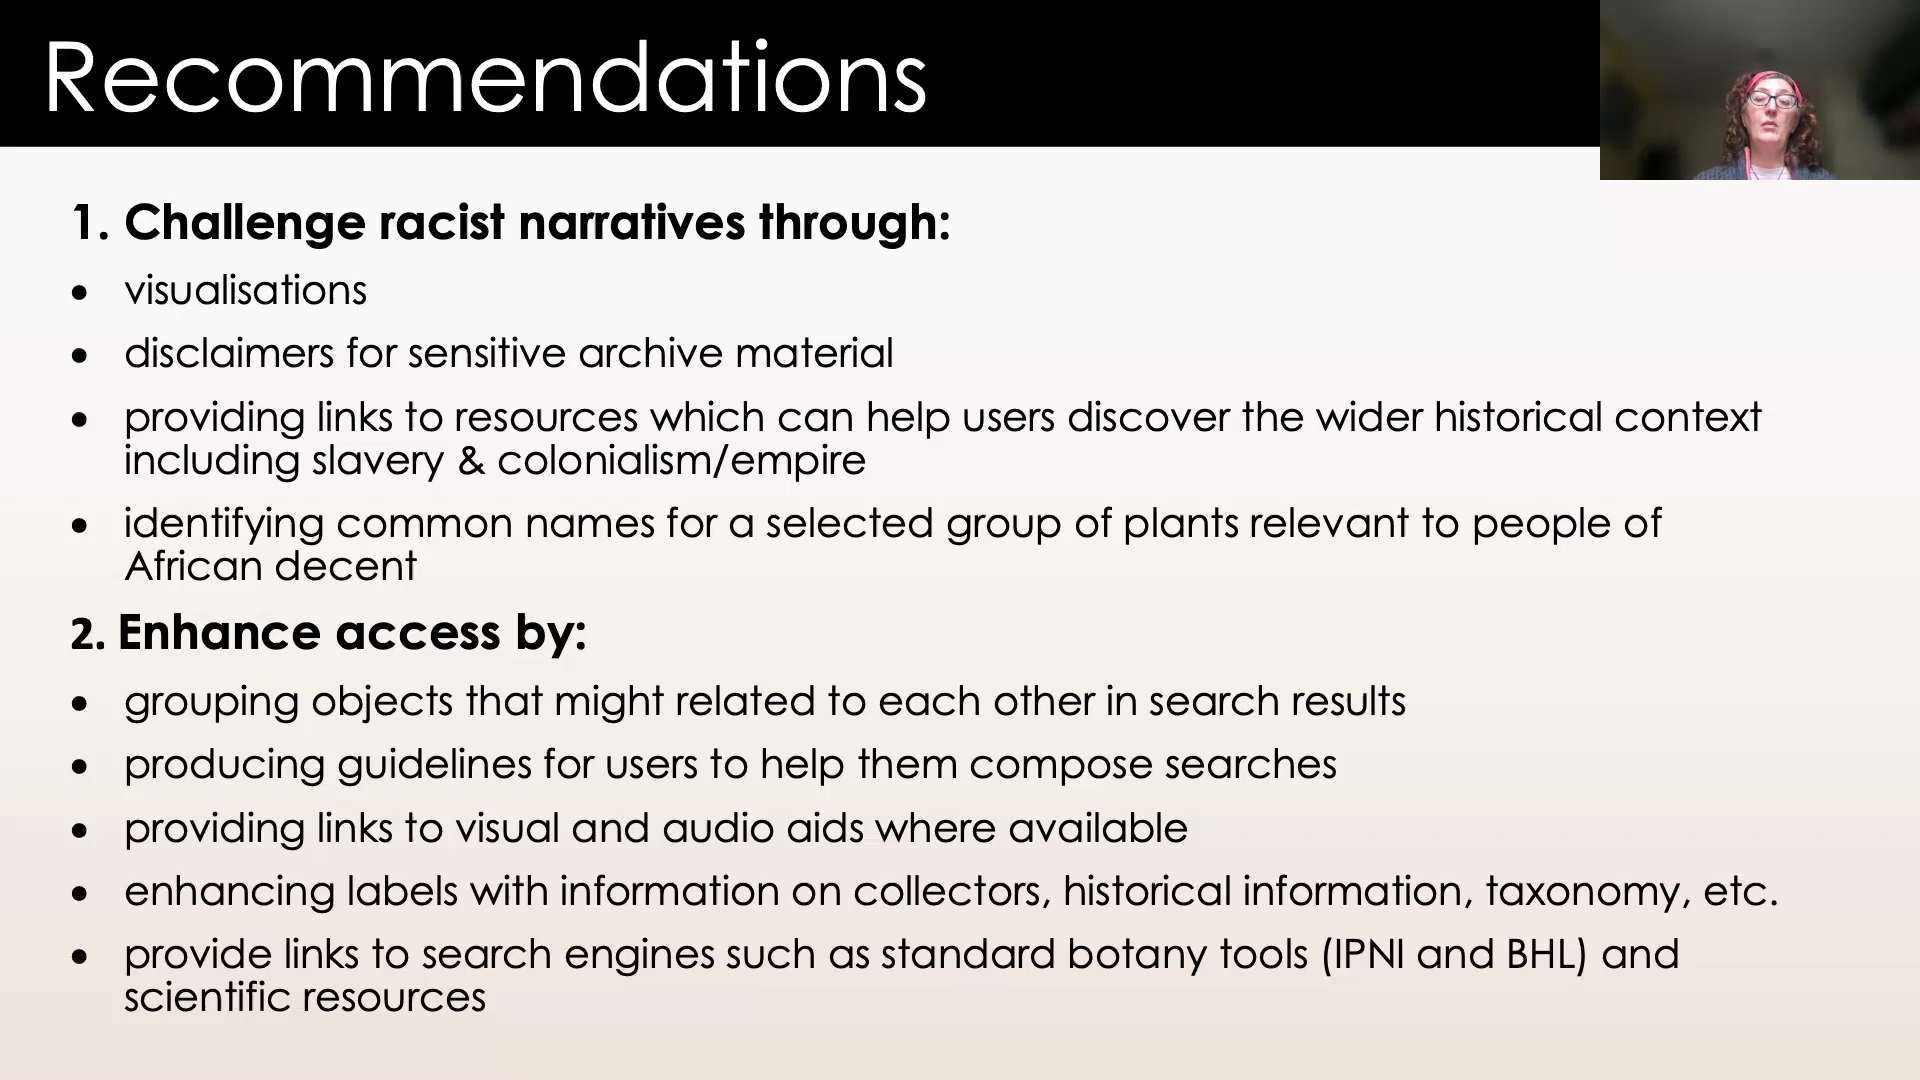 Recommendations
1. Challenge racist narratives through:
• visualisations
• disclaimers for sensitive archive material
• providing links to resources which can help users discover the wider historical context
including slavery & colonialism/empire
• identifying common names for a selected group of plants relevant to people of
African decent
2. Enhance access by:
• grouping objects that might related to each other in search results
• producing guidelines for users to help them compose searches
• providing links to visual and audio aids where available
• enhancing labels with information on collectors, historical information, taxonomy, etc.
• provide links to search engines such as standard botany tools (IPNI and BHL) and
scientific resources